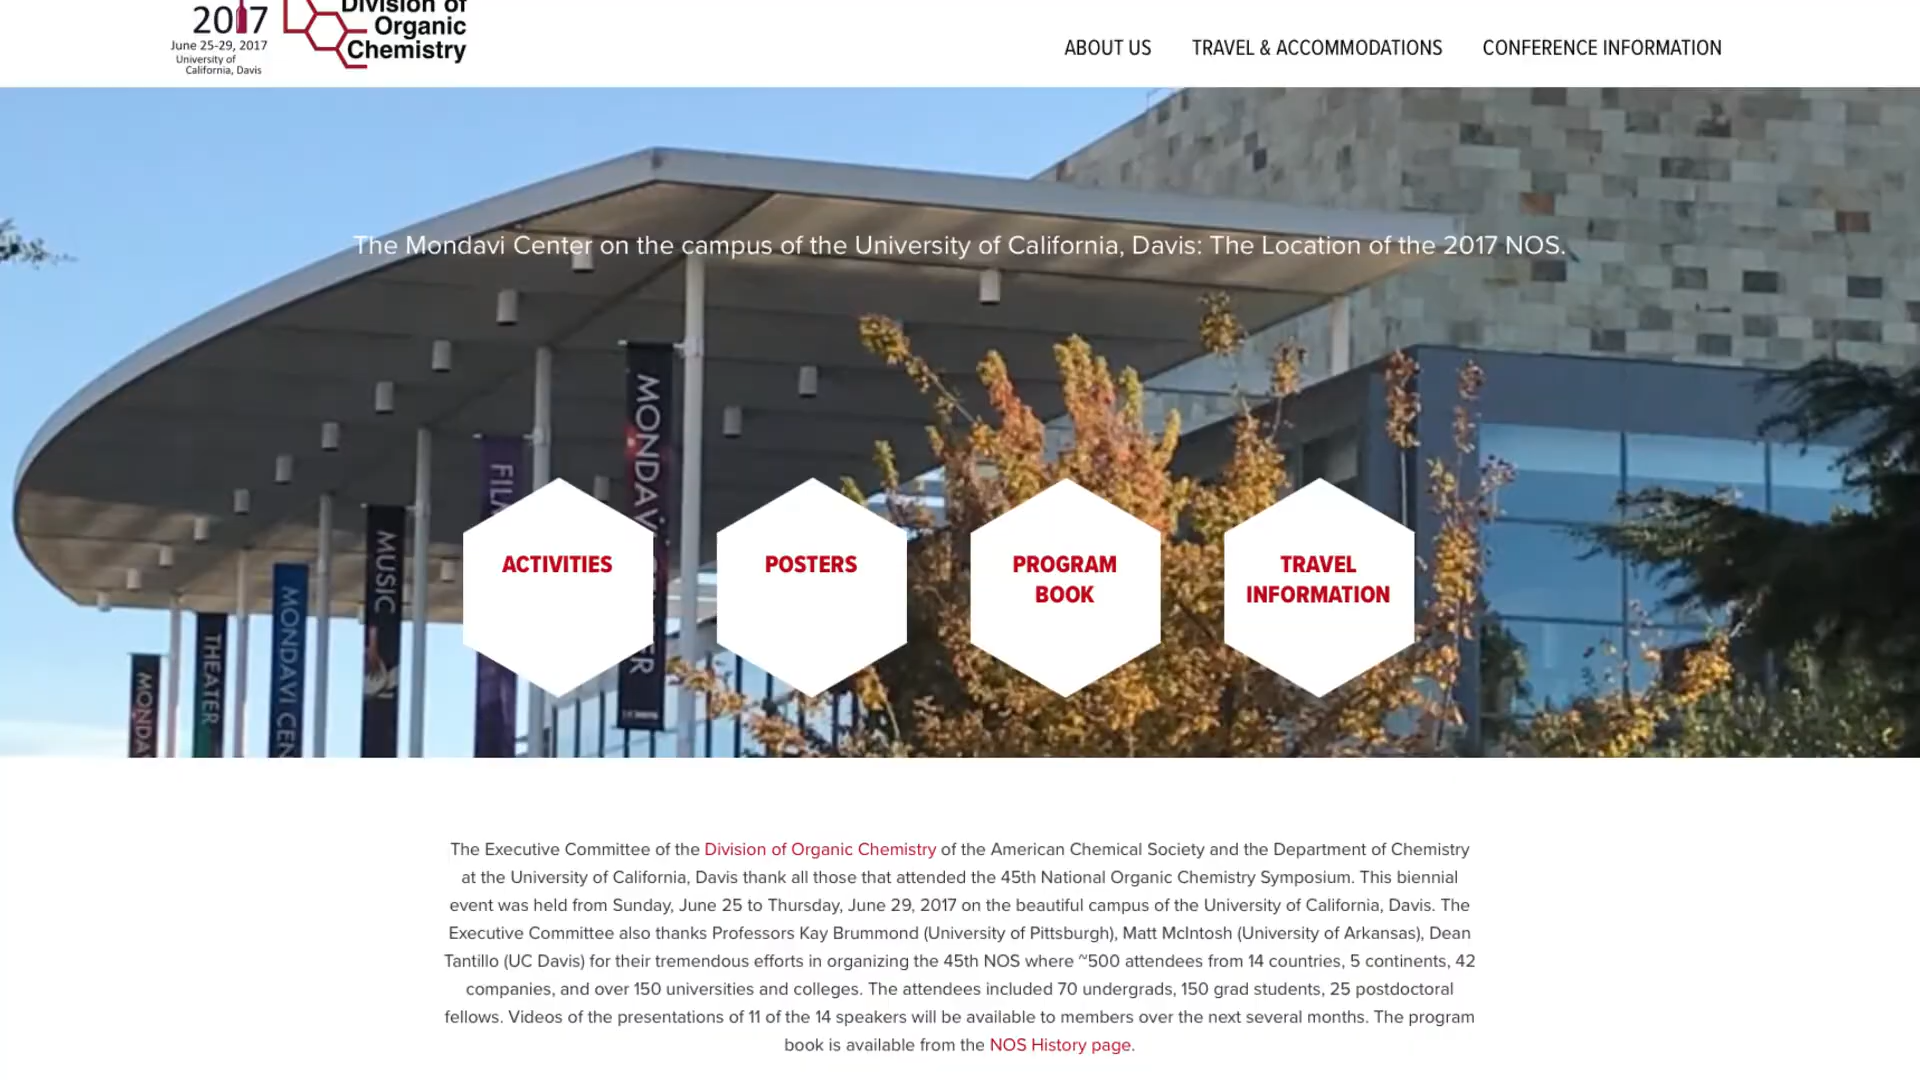 2017
June 25-29, 2017
University of
California, Davis
Division of
Organic
Chemistry
ABOUT US
TRAVEL & ACCOMMODATIONS
CONFERENCE INFORMATION
The Mondavi Center on the campus of the University of California, Davis: The Location of the 2017 NOS.
MONDA
THEATER
MONDAVI CEN
MUSIC
MONDAVI
ACTIVITIES
POSTERS
PROGRAM
BOOK
TRAVEL
INFORMATION
The Executive Committee of the Division of Organic Chemistry of the American Chemical Society and the Department of Chemistry
at the University of California, Davis thank all those that attended the 45th National Organic Chemistry Symposium. This biennial
event was held from Sunday, June 25 to Thursday, June 29, 2017 on the beautiful campus of the University of California, Davis. The
Executive Committee also thanks Professors Kay Brummond (University of Pittsburgh), Matt McIntosh (University of Arkansas), Dean
Tantillo (UC Davis) for their tremendous efforts in organizing the 45th NOS where ~500 attendees from 14 countries, 5 continents, 42
companies, and over 150 universities and colleges. The attendees included 70 undergrads, 150 grad students, 25 postdoctoral
fellows. Videos of the presentations of 11 of the 14 speakers will be available to members over the next several months. The program
book is available from the NOS History page.